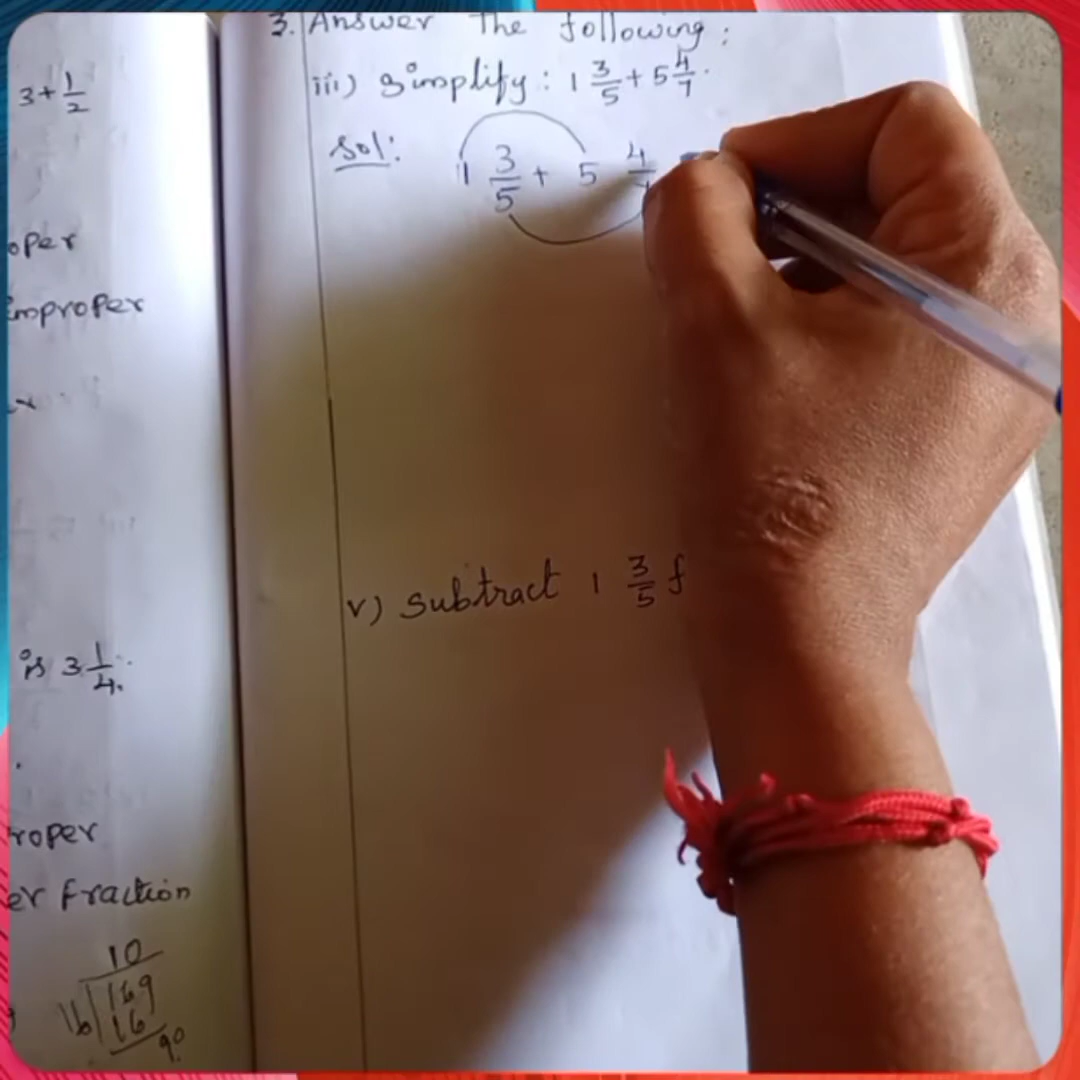 3+1/2
oper
improper
is 3 1/4.
roper
er fraction
10
16)169
16
9.
3. Answer The following:
iii) Simplify: 1 3/5 + 5 4/7.
Sol: 1 3/5 + 5 4/7
v) Subtract 1 3/5 f